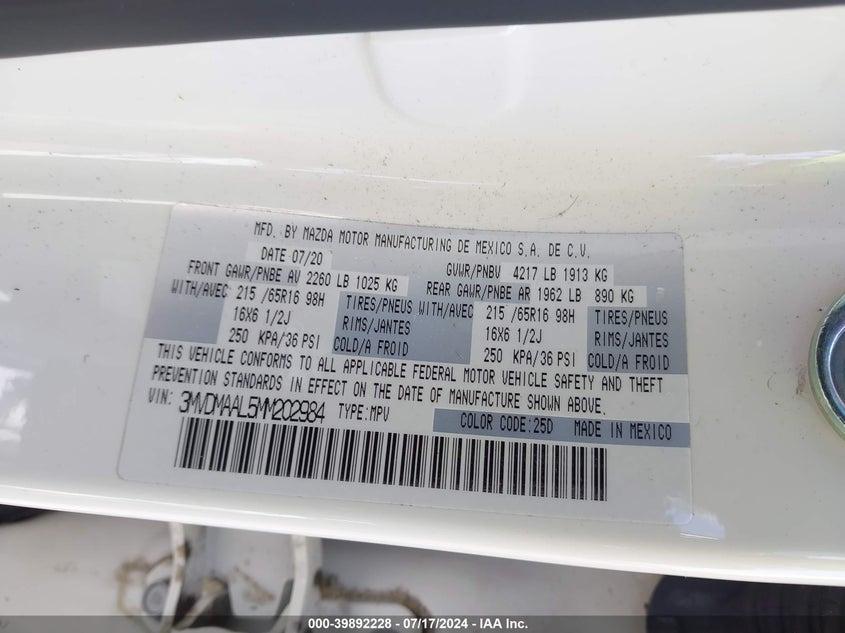 MFD. BY MAZDA MOTOR MANUFACTURING DE MEXICO S.A. DE C.V.
DATE 07/20 GVWR/PNBV 4217 LB 1913 KG
FRONT GAWR/PNBE AV 2260 LB 1025 KG REAR GAWR/PNBE AR 1962 LB 890 KG
WITH/AVEC 215 /65R16 98H TIRES/PNEUS WITH/AVEC 215 /65R16 98H TIRES/PNEUS
16X6 1/2J RIMS/JANTES 16X6 1/2J RIMS/JANTES
250 KPA/36 PSI COLD/A FROID 250 KPA/36 PSI COLD/A FROID
THIS VEHICLE CONFORMS TO ALL APPLICABLE FEDERAL MOTOR VEHICLE SAFETY AND THEFT
PREVENTION STANDARDS IN EFFECT ON THE DATE OF MANUFACTURE SHOWN ABOVE.
VIN: 3MVDMAAL5MM202984 TYPE:MPV COLOR CODE:25D MADE IN MEXICO
000-39892228 - 07/17/2024 - IAA Inc.